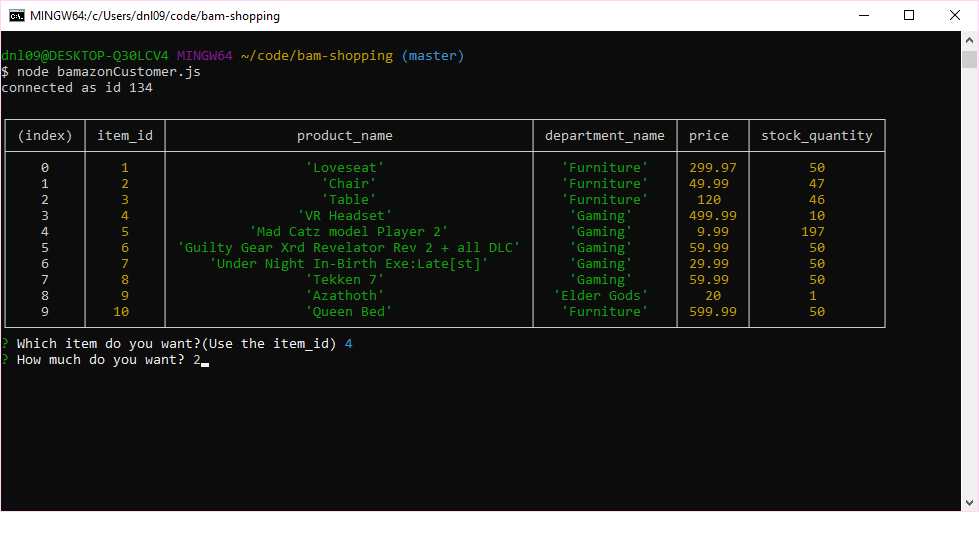 MINGW64:/c/Users/dnl09/code/bam-shopping
dnl09@DESKTOP-Q30LCV4 MINGW64 ~/code/bam-shopping (master)
$ node bamazonCustomer.js
connected as id 134
(index) item_id product_name department_name price stock_quantity
0 1 'Loveseat' 'Furniture' 299.97 50
1 2 'Chair' 'Furniture' 49.99 47
2 3 'Table' 'Furniture' 120 46
3 4 'VR Headset' 'Gaming' 499.99 10
4 5 'Mad Catz model Player 2' 'Gaming' 9.99 197
5 6 'Guilty Gear Xrd Revelator Rev 2 + all DLC' 'Gaming' 59.99 50
6 7 'Under Night In-Birth Exe:Late[st]' 'Gaming' 29.99 50
7 8 'Tekken 7' 'Gaming' 59.99 50
8 9 'Azathoth' 'Elder Gods' 20 1
9 10 'Queen Bed' 'Furniture' 599.99 50
? Which item do you want?(Use the item_id) 4
? How much do you want? 2